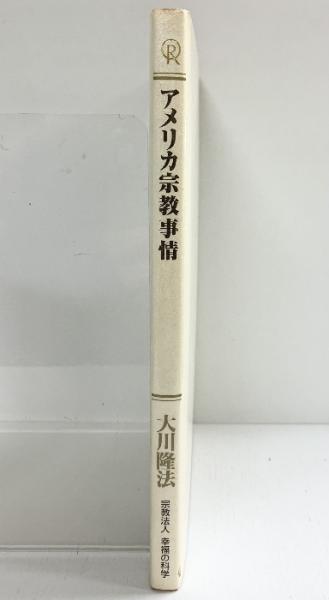 アメリカ宗教事情
大川隆法
宗教法人 幸福の科学